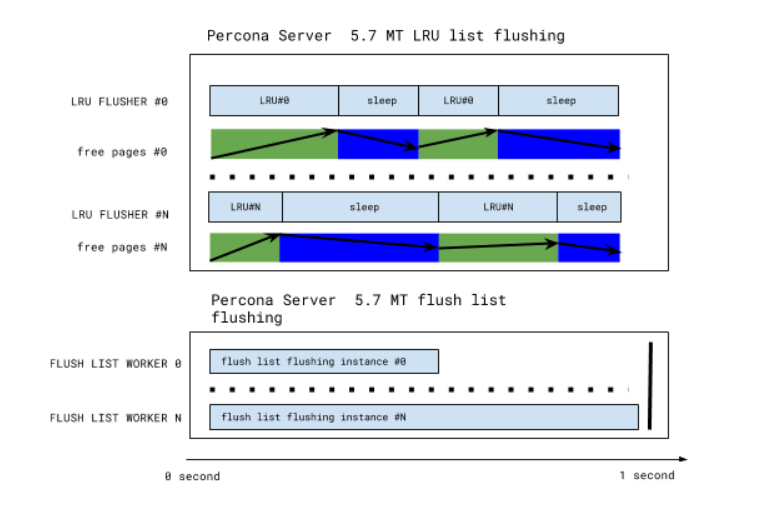 Percona Server  5.7 MT LRU list flushing
LRU FLUSHER #0
LRU#0
sleep
LRU#0
sleep
free pages #0
LRU FLUSHER #N
LRU#N
sleep
LRU#N
sleep
free pages #N
Percona Server  5.7 MT flush list
flushing
FLUSH LIST WORKER 0
flush list flushing instance #0
FLUSH LIST WORKER N
flush list flushing instance #N
0 second
1 second